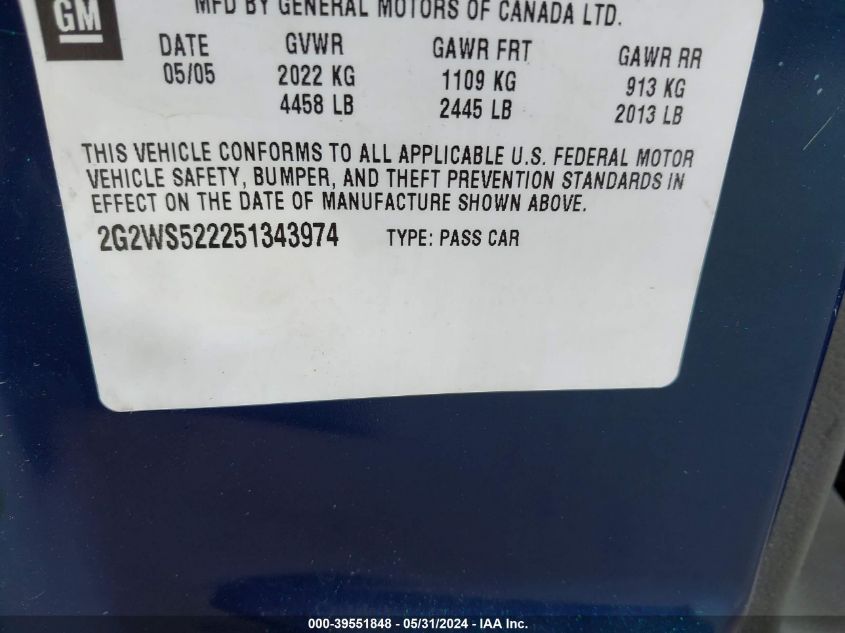 GM
MFD BY GENERAL MOTORS OF CANADA LTD.
DATE GVWR GAWR FRT GAWR RR
05/05 2022 KG 1109 KG 913 KG
4458 LB 2445 LB 2013 LB
THIS VEHICLE CONFORMS TO ALL APPLICABLE U.S. FEDERAL MOTOR
VEHICLE SAFETY, BUMPER, AND THEFT PREVENTION STANDARDS IN
EFFECT ON THE DATE OF MANUFACTURE SHOWN ABOVE.
2G2WS522251343974 TYPE: PASS CAR
000-39551848 - 05/31/2024 - IAA Inc.